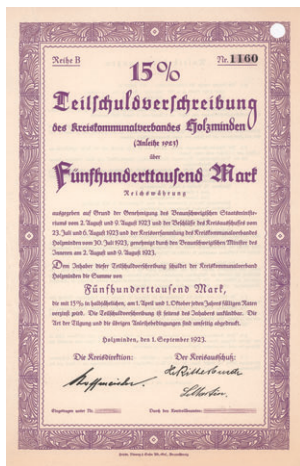 Reihe B
Nr. 1160
15%
Teilschuldverschreibung
des Kreiskommunalverbandes Holzminden
(Anleihe 1923)
über
Fünfhunderttausend Mark
Reichswährung
ausgegeben auf Grund der Genehmigung des Braunschweigischen Staatsministe-
riums vom 2. August und 9. August 1923 und der Beschlüsse des Kreisausschusses vom
23. Juli und 6. August 1923 und der Kreisversammlung des Kreiskommunalverbandes
Holzminden vom 30. Juli 1923, genehmigt durch den Braunschweigischen Minister des
Inneren am 2. August und 9. August 1923.
Dem Inhaber dieser Teilschuldverschreibung schuldet der Kreiskommunalverband
Holzminden die Summe von
Fünfhunderttausend Mark,
die mit 15% in halbjährlichen, am 1. April und 1. Oktober jeden Jahres fälligen Raten
verzinst wird. Die Teilschuldverschreibung ist seitens des Inhabers unkündbar. Die
Art der Tilgung und die übrigen Anleihebedingungen sind umseitig abgedruckt.
Holzminden, den 1. September 1923.
Die Kreisdirektion:
Der Kreisausschuß:
Eingetragen unter Nr.
Durch den Kontrollbeamten: